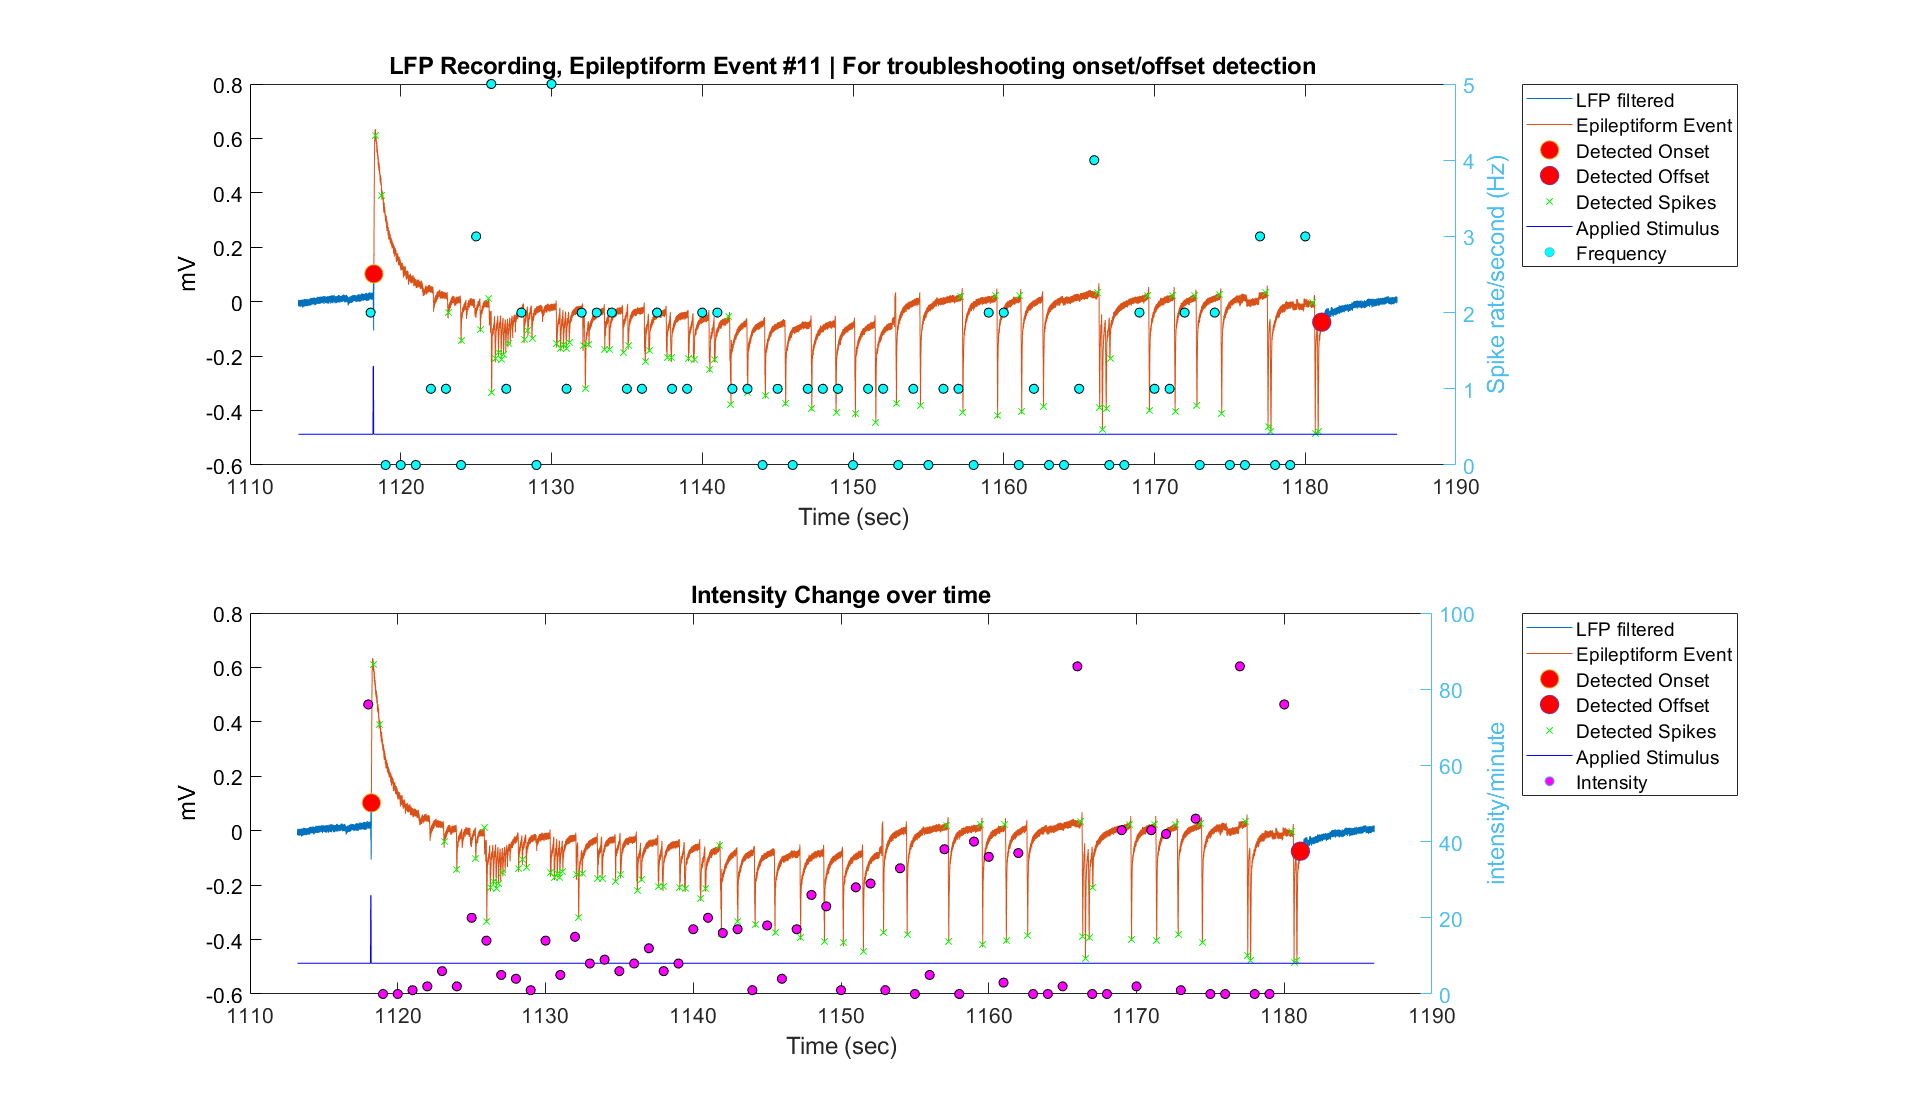 LFP Recording, Epileptiform Event #11 | For troubleshooting onset/offset detection
0.8
0.6
0.4
0.2
0
-0.2
-0.4
-0.6
mV
1110 1120 1130 1140 1150 1160 1170 1180 1190
Time (sec)
5
4
3
2
1
0
Spike rate/second (Hz)
LFP filtered
Epileptiform Event
Detected Onset
Detected Offset
Detected Spikes
Applied Stimulus
Frequency
Intensity Change over time
0.8
0.6
0.4
0.2
0
-0.2
-0.4
-0.6
mV
1110 1120 1130 1140 1150 1160 1170 1180 1190
Time (sec)
100
80
60
40
20
0
intensity/minute
LFP filtered
Epileptiform Event
Detected Onset
Detected Offset
Detected Spikes
Applied Stimulus
Intensity